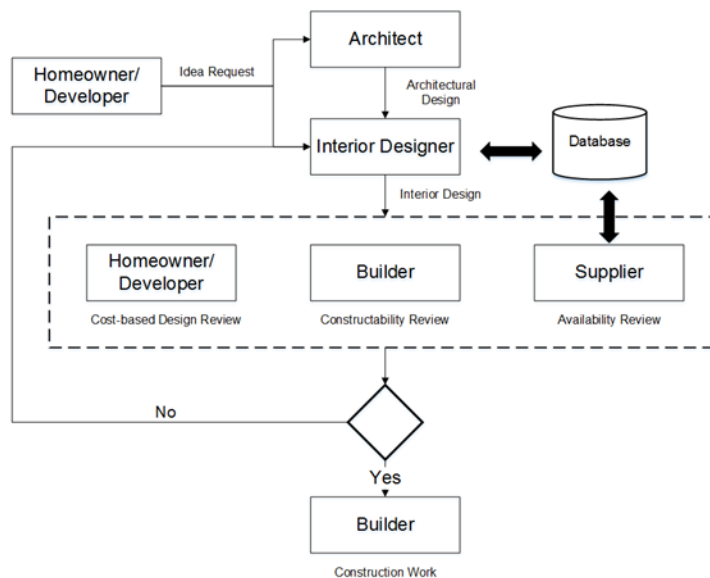 Architect
Homeowner/
Developer
Idea Request
Architectural
Design
Interior Designer
Database
Interior Design
Homeowner/
Developer
Builder
Supplier
Cost-based Design Review
Constructability Review
Availability Review
No
Yes
Builder
Construction Work